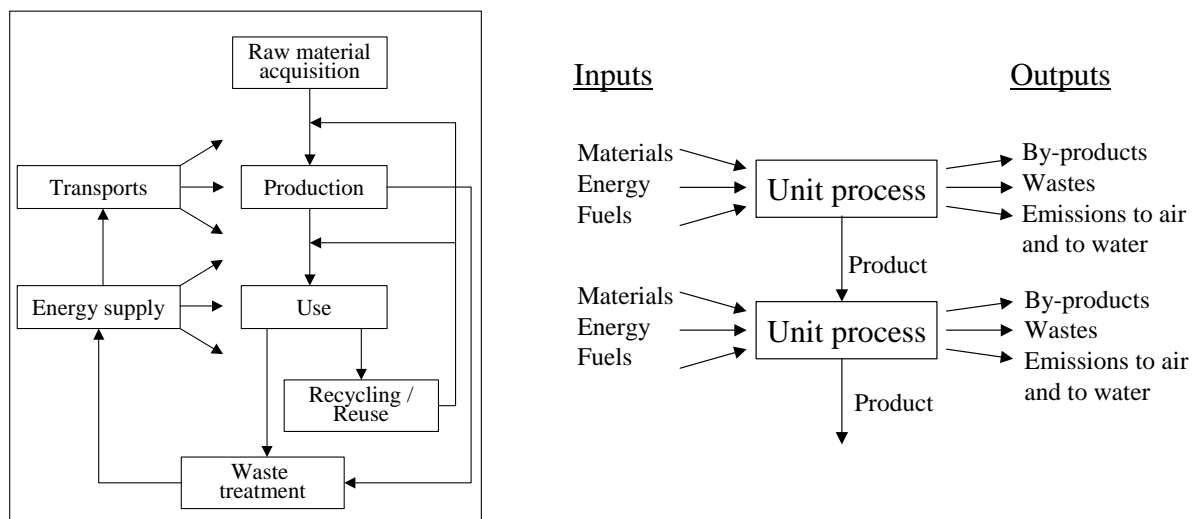 Raw material
acquisition
Transports
Production
Energy supply
Use
Recycling /
Reuse
Waste
treatment
Inputs
Outputs
Materials
Energy
Fuels
Unit process
By-products
Wastes
Emissions to air
and to water
Product
Materials
Energy
Fuels
Unit process
By-products
Wastes
Emissions to air
and to water
Product